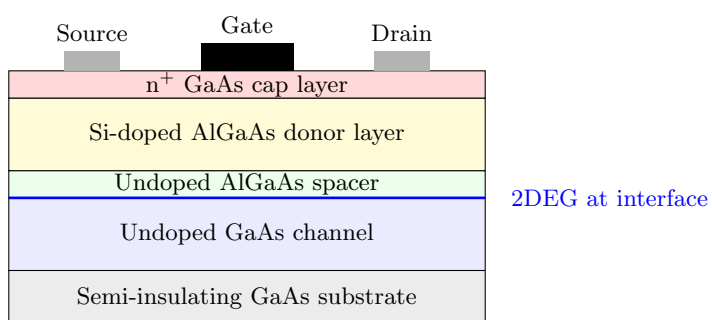 Source
Gate
Drain
n⁺ GaAs cap layer
Si-doped AlGaAs donor layer
Undoped AlGaAs spacer
2DEG at interface
Undoped GaAs channel
Semi-insulating GaAs substrate